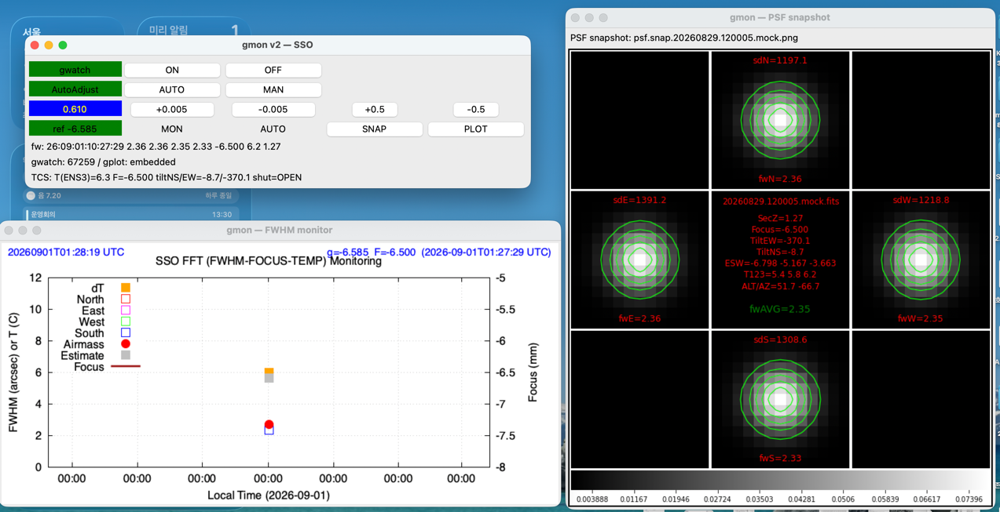 서울
미리 알림
1
gmon v2 — SSO
gwatch ON OFF
AutoAdjust AUTO MAN
0.610 +0.005 -0.005 +0.5 -0.5
ref -6.585 MON AUTO SNAP PLOT
fw: 26:09:01:10:27:29 2.36 2.36 2.35 2.33 -6.500 6.2 1.27
gwatch: 67259 / gplot: embedded
TCS: T(ENS3)=6.3 F=-6.500 tiltNS/EW=-8.7/-370.1 shut=OPEN
음 7.20 하루 종일
운영회의 13:30
gmon — FWHM monitor
20260901T01:28:19 UTC
g=-6.585 F=-6.500 (2026-09-01T01:27:29 UTC)
SSO FFT (FWHM-FOCUS-TEMP) Monitoring
FWHM (arcsec) or T (C)
12
10
8
6
4
2
0
dT
North
East
West
South
Airmass
Estimate
Focus
-5
-5.5
-6
-6.5
-7
-7.5
-8
Focus (mm)
00:00 00:00 00:00 00:00 00:00 00:00 00:00
Local Time (2026-09-01)
gmon — PSF snapshot
PSF snapshot: psf.snap.20260829.120005.mock.png
sdN=1197.1
fwN=2.36
sdE=1391.2
fwE=2.36
20260829.120005.mock.fits
SecZ=1.27
Focus=-6.500
TiltEW=-370.1
TiltNS=-8.7
ESW=-6.798 -5.167 -3.663
T123=5.4 5.8 6.2
ALT/AZ=51.7 -66.7
fwAVG=2.35
sdW=1218.8
fwW=2.35
sdS=1308.6
fwS=2.33
0.003888 0.01167 0.01946 0.02724 0.03503 0.04281 0.0506 0.05839 0.06617 0.07396